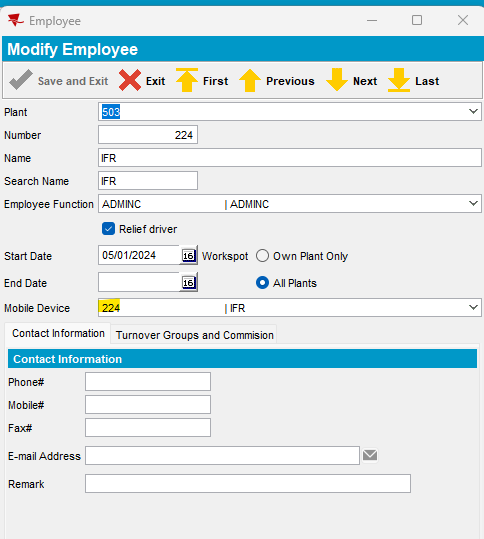 Employee
Modify Employee
Save and Exit Exit First Previous Next Last
Plant 503
Number 224
Name IFR
Search Name IFR
Employee Function ADMINC | ADMINC
Relief driver
Start Date 05/01/2024 16 Workspot Own Plant Only
End Date 16 All Plants
Mobile Device 224 | IFR
Contact Information Turnover Groups and Commision
Contact Information
Phone#
Mobile#
Fax#
E-mail Address
Remark